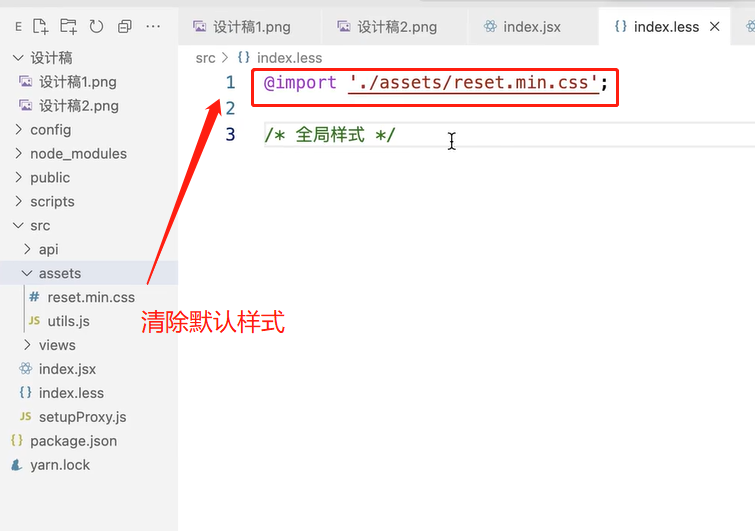 E
设计稿1.png
设计稿2.png
index.jsx
index.less
设计稿
设计稿1.png
设计稿2.png
config
node_modules
public
scripts
src
api
assets
# reset.min.css
JS utils.js
views
index.jsx
{} index.less
JS setupProxy.js
{} package.json
yarn.lock
src > {} index.less
1 @import './assets/reset.min.css';
2
3 /* 全局样式 */
清除默认样式